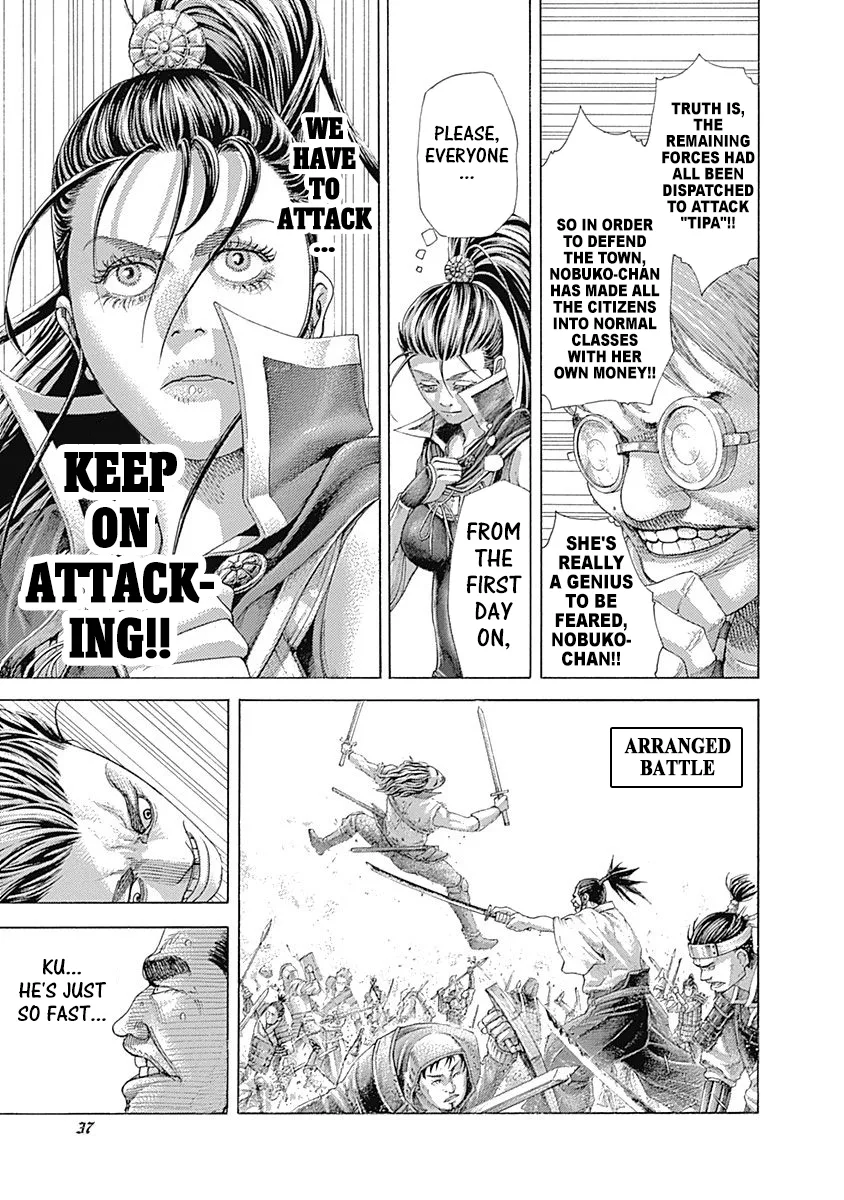 TRUTH IS,
THE
REMAINING
FORCES HAD
ALL BEEN
DISPATCHED
TO ATTACK
"TIPA"!!
SO IN ORDER
TO DEFEND
THE TOWN,
NOBUKO-CHAN
HAS MADE ALL
THE CITIZENS
INTO NORMAL
CLASSES
WITH HER
OWN MONEY!!
SHE'S
REALLY
A GENIUS
TO BE
FEARED,
NOBUKO-
CHAN!!
PLEASE,
EVERYONE
...
FROM
THE
FIRST
DAY
ON,
WE
HAVE
TO
ATTACK
...
KEEP
ON
ATTACK-
ING!!
ARRANGED
BATTLE
KU...
HE'S JUST
SO FAST...
37